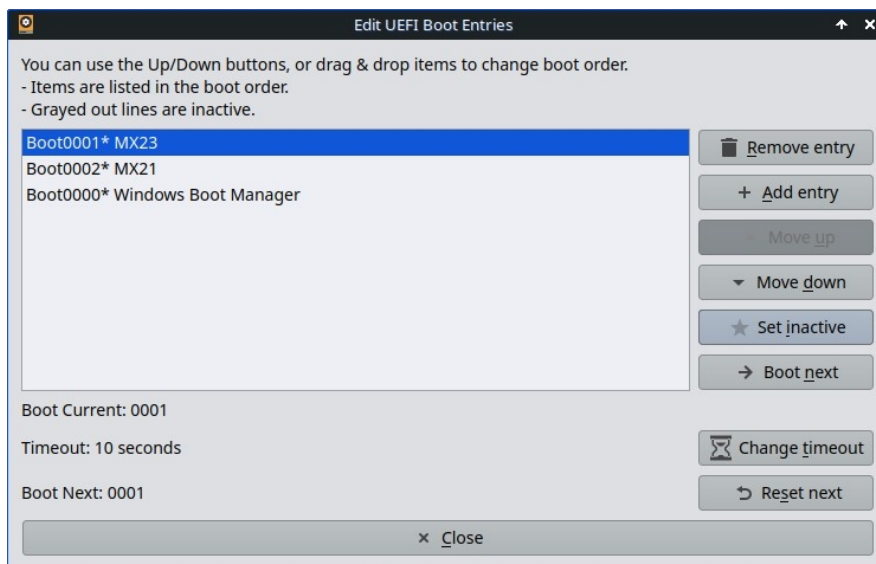 Edit UEFI Boot Entries
You can use the Up/Down buttons, or drag & drop items to change boot order.
- Items are listed in the boot order.
- Grayed out lines are inactive.
Boot0001* MX23
Boot0002* MX21
Boot0000* Windows Boot Manager
Remove entry
Add entry
Move up
Move down
Set inactive
Boot next
Boot Current: 0001
Timeout: 10 seconds
Change timeout
Boot Next: 0001
Reset next
Close